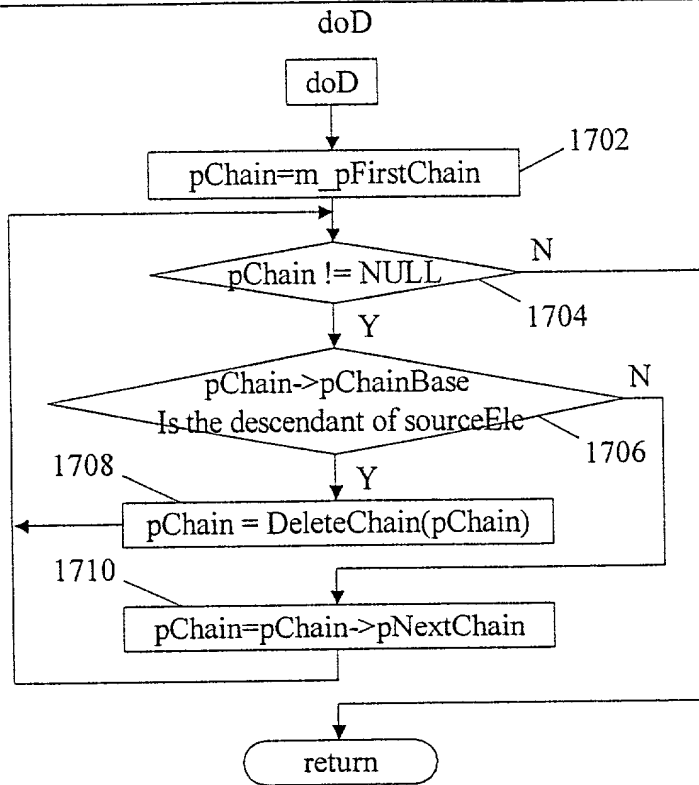 doD
doD
1702
pChain=m_pFirstChain
N
pChain != NULL
1704
Y
pChain->pChainBase
N
Is the descendant of sourceEle
1706
1708
Y
pChain = DeleteChain(pChain)
1710
pChain=pChain->pNextChain
return